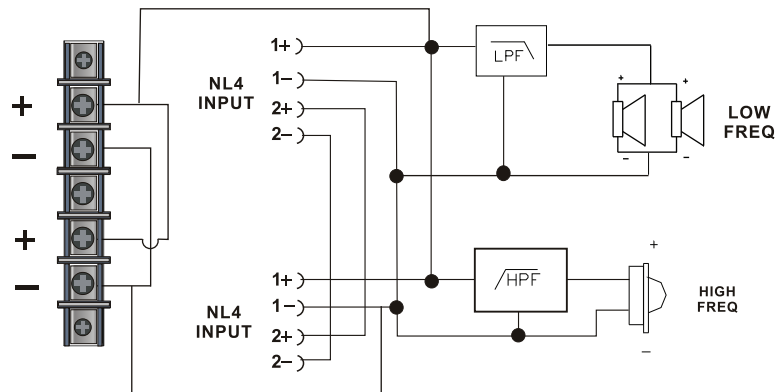 +
−
+
−
NL4
INPUT
1+
1−
2+
2−
LPF
+
+
−
−
LOW
FREQ
NL4
INPUT
1+
1−
2+
2−
HPF
+
−
HIGH
FREQ